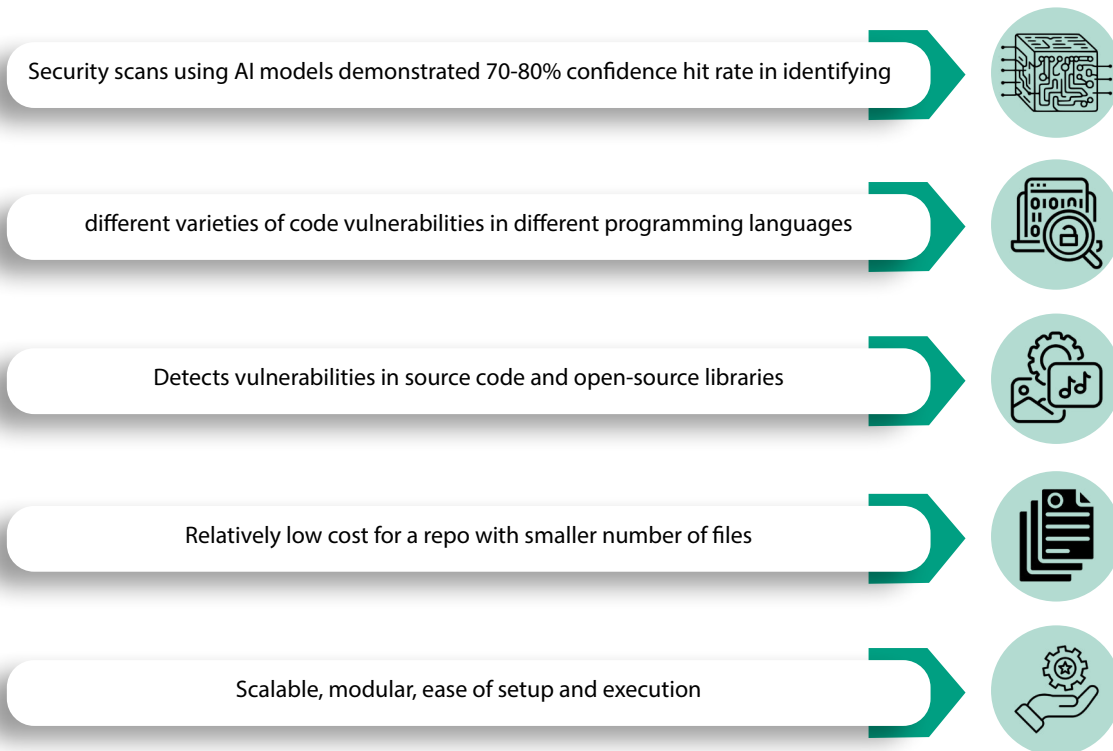 Security scans using AI models demonstrated 70-80% confidence hit rate in identifying
different varieties of code vulnerabilities in different programming languages
Detects vulnerabilities in source code and open-source libraries
Relatively low cost for a repo with smaller number of files
Scalable, modular, ease of setup and execution